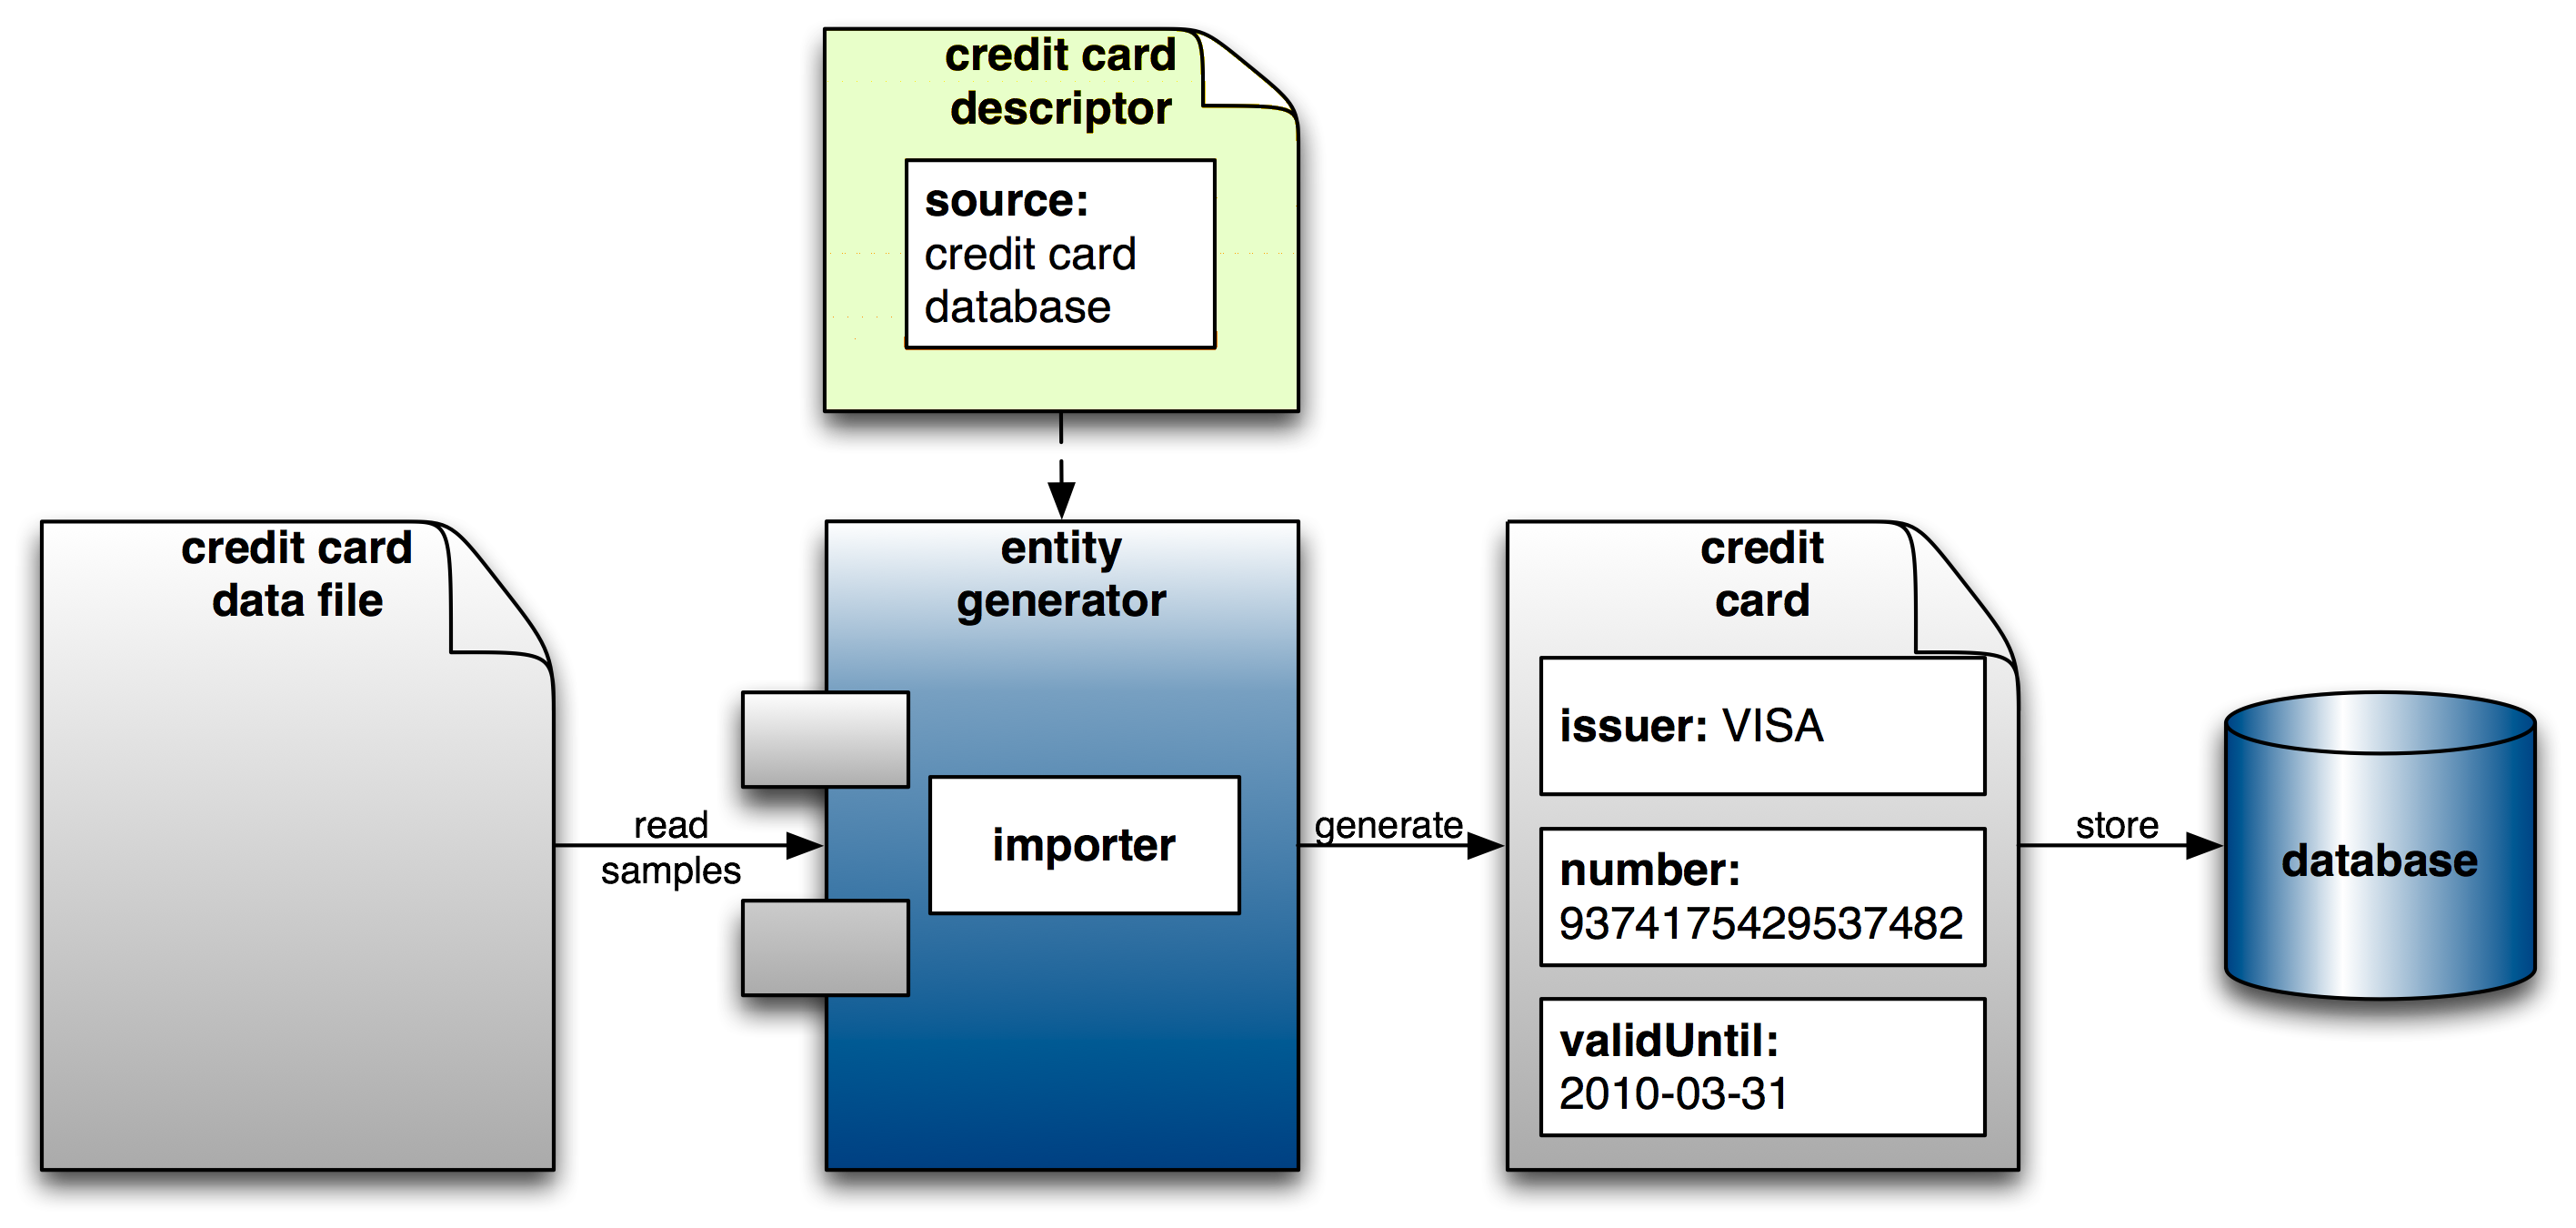 credit card
descriptor
source:
credit card
database
credit card
data file
read
samples
entity
generator
importer
generate
credit
card
issuer: VISA
number:
9374175429537482
validUntil:
2010-03-31
store
database